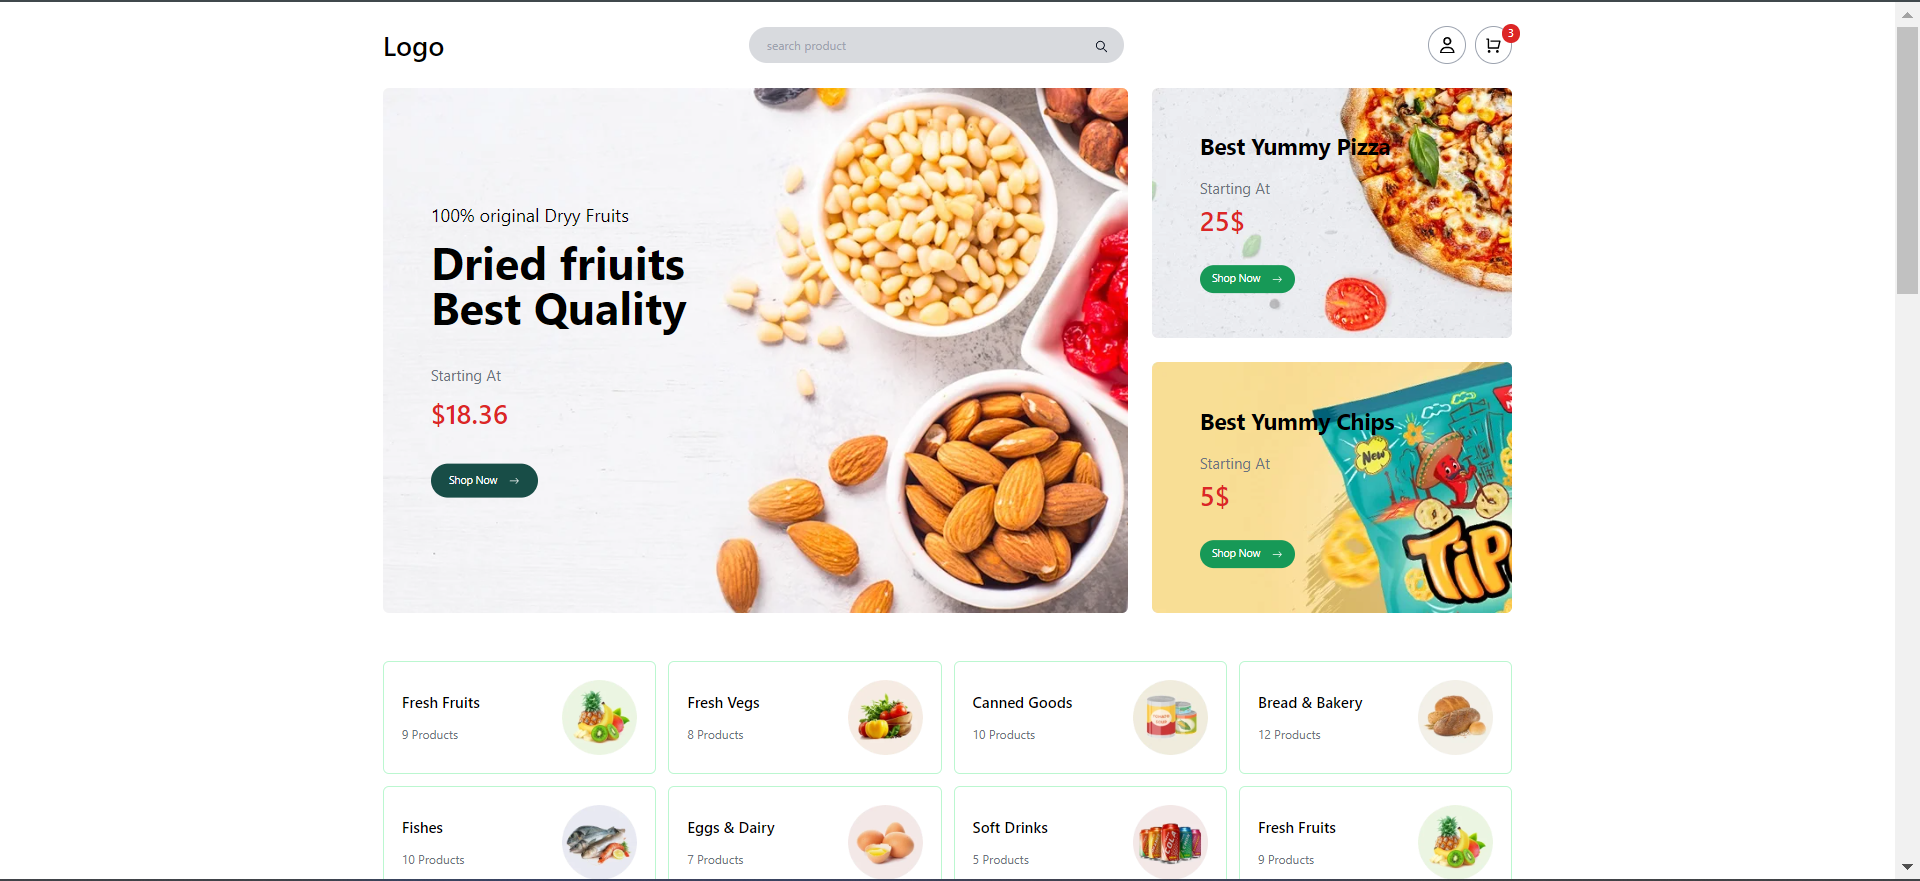 Logo
search product
3
100% original Dryy Fruits
Dried friuits
Best Quality
Starting At
$18.36
Shop Now
Best Yummy Pizza
Starting At
25$
Shop Now
Best Yummy Chips
Starting At
5$
Shop Now
New
TiP
Fresh Fruits
9 Products
Fresh Vegs
8 Products
Canned Goods
10 Products
Bread & Bakery
12 Products
Fishes
10 Products
Eggs & Dairy
7 Products
Soft Drinks
5 Products
Fresh Fruits
9 Products